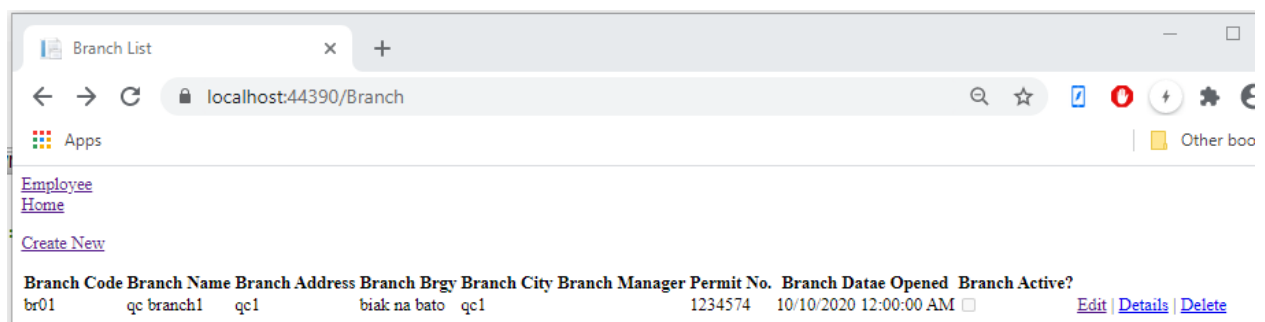 Branch List
localhost:44390/Branch
Apps
Other boo
Employee
Home
Create New
Branch Code Branch Name Branch Address Branch Brgy Branch City Branch Manager Permit No. Branch Datae Opened Branch Active?
br01 qc branch1 qc1 biak na bato qc1 1234574 10/10/2020 12:00:00 AM Edit | Details | Delete